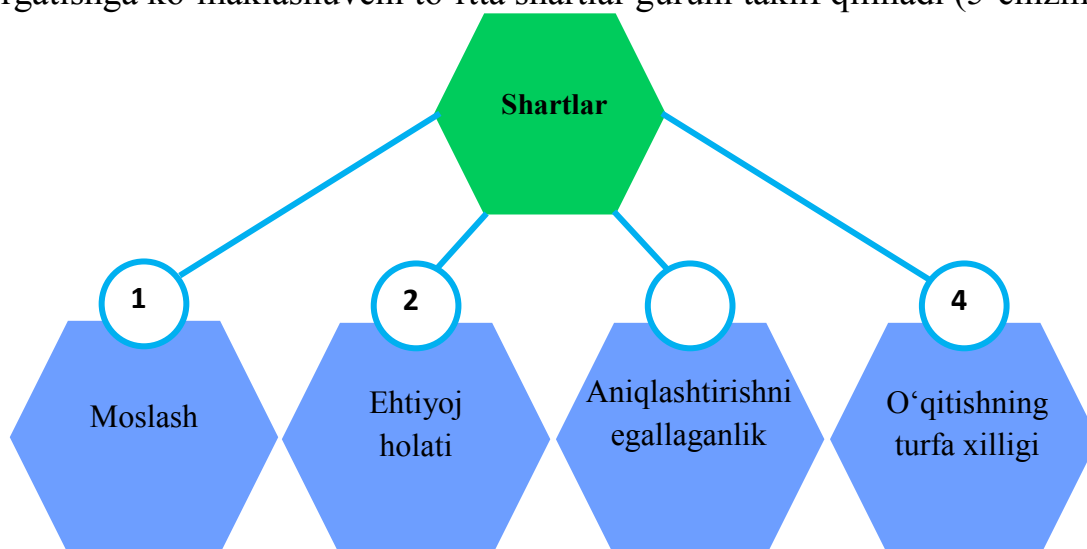 Shartlar
1
2
4
Moslash
Ehtiyoj
holati
Aniqlashtirishni
egallaganlik
O‘qitishning
turfa xilligi